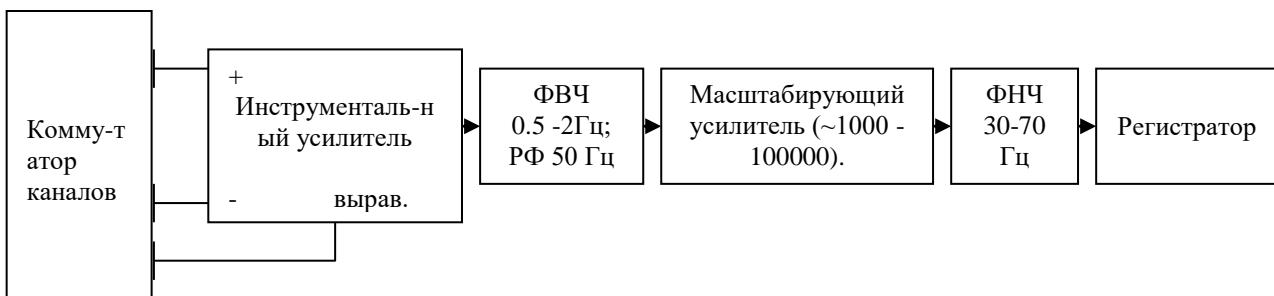 Комму-т
атор
каналов
+
Инструменталь-н
ый усилитель
- вырав.
ФВЧ
0.5 -2Гц;
РФ 50 Гц
Масштабирующий
усилитель (~1000 -
100000).
ФНЧ
30-70
Гц
Регистратор